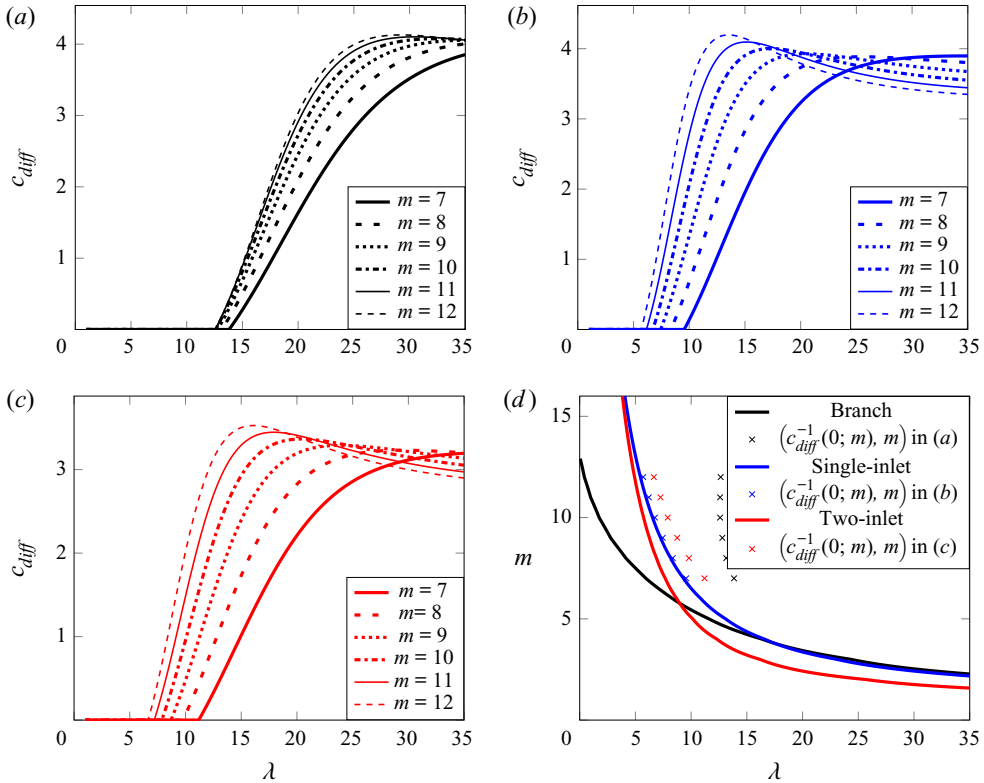 (a)
4
3
2
1
c_diff
m = 7
m = 8
m = 9
m = 10
m = 11
m = 12
0 5 10 15 20 25 30 35
(b)
4
3
2
1
c_diff
m = 7
m = 8
m = 9
m = 10
m = 11
m = 12
0 5 10 15 20 25 30 35
(c)
3
2
1
c_diff
m = 7
m= 8
m = 9
m = 10
m = 11
m = 12
0 5 10 15 20 25 30 35
λ
(d)
15
10
5
m
Branch
(c_diff^-1 (0; m), m) in (a)
Single-inlet
(c_diff^-1 (0; m), m) in (b)
Two-inlet
(c_diff^-1 (0; m), m) in (c)
0 5 10 15 20 25 30 35
λ